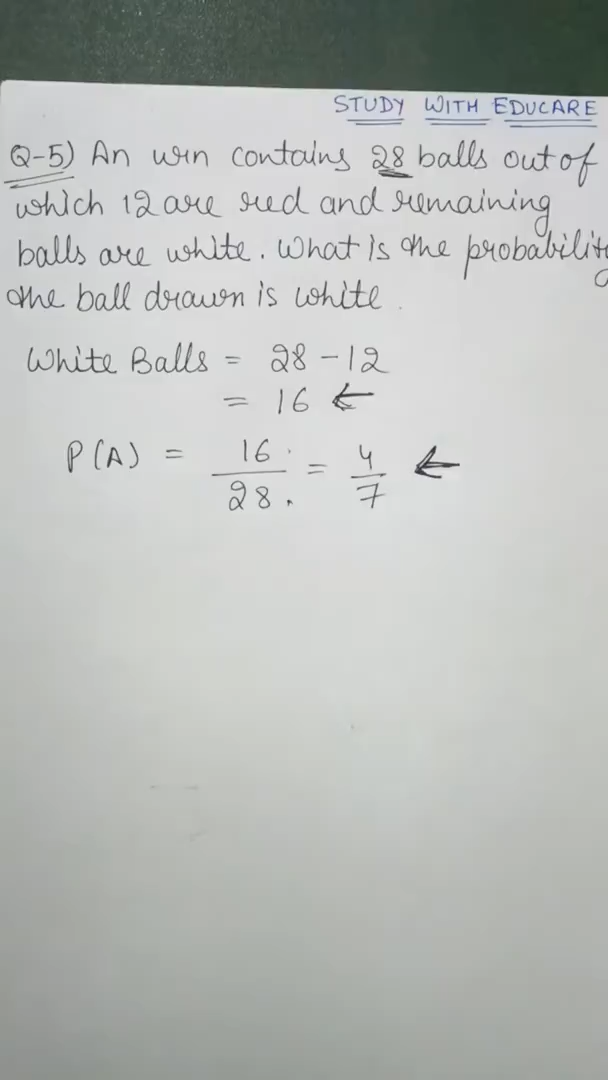 STUDY WITH EDUCARE
Q-5) An urn contains 28 balls out of
which 12 are red and remaining
balls are white. What is the probability
the ball drawn is white.
White Balls = 28 - 12
= 16 ←
P(A) = 16/28 = 4/7 ←